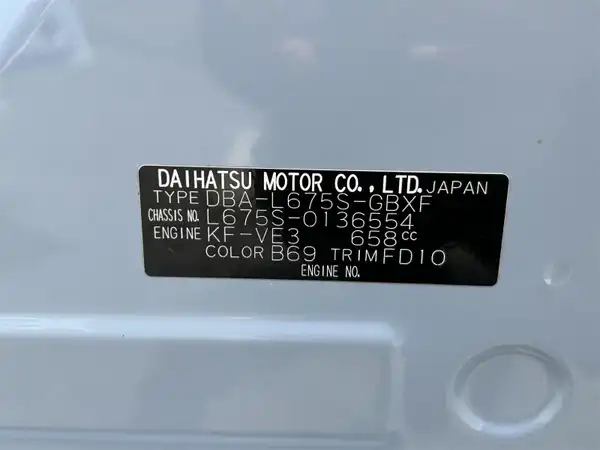 DAIHATSU MOTOR CO.,LTD. JAPAN
TYPE DBA-L675S-GBXF
CHASSIS NO. L675S-0136554
ENGINE KF-VE3 658cc
COLOR B69 TRIM FD10
ENGINE NO.